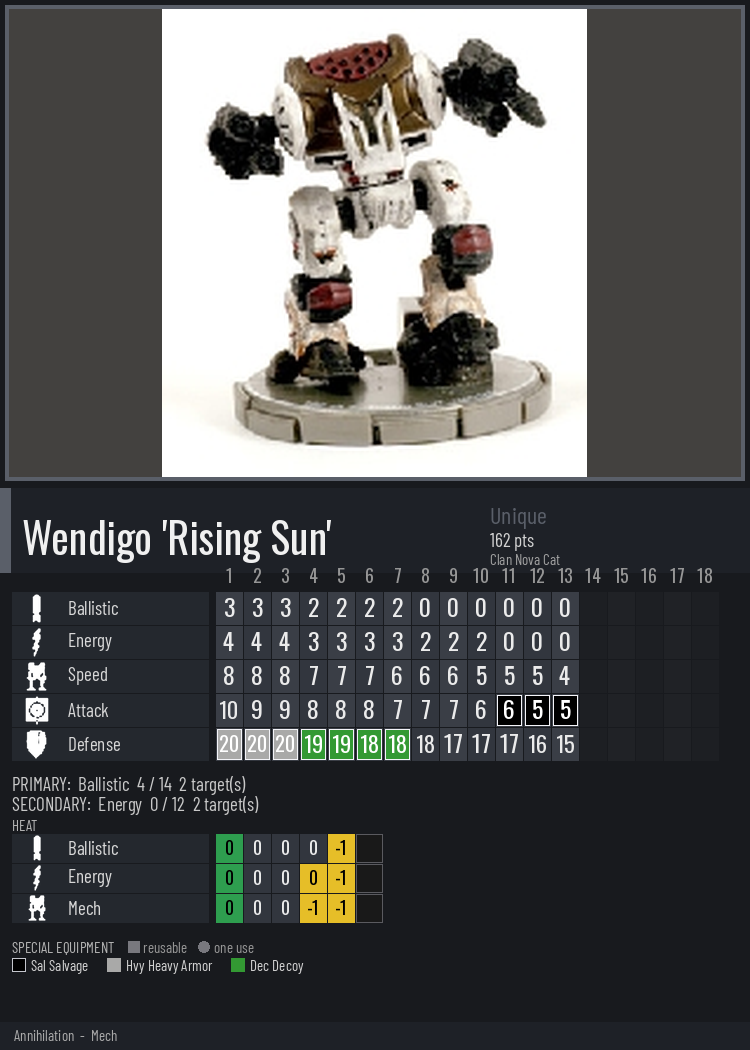 Wendigo 'Rising Sun'
Unique
162 pts
Clan Nova Cat
1 2 3 4 5 6 7 8 9 10 11 12 13 14 15 16 17 18
Ballistic 3 3 3 2 2 2 2 0 0 0 0 0 0
Energy 4 4 4 3 3 3 3 2 2 2 0 0 0
Speed 8 8 8 7 7 7 6 6 6 5 5 5 4
Attack 10 9 9 8 8 8 7 7 7 6 6 5 5
Defense 20 20 20 19 19 18 18 18 17 17 17 16 15
PRIMARY: Ballistic 4 / 14 2 target(s)
SECONDARY: Energy 0 / 12 2 target(s)
HEAT
Ballistic 0 0 0 0 -1
Energy 0 0 0 0 -1
Mech 0 0 0 -1 -1
SPECIAL EQUIPMENT reusable one use
Sal Salvage Hvy Heavy Armor Dec Decoy
Annihilation - Mech